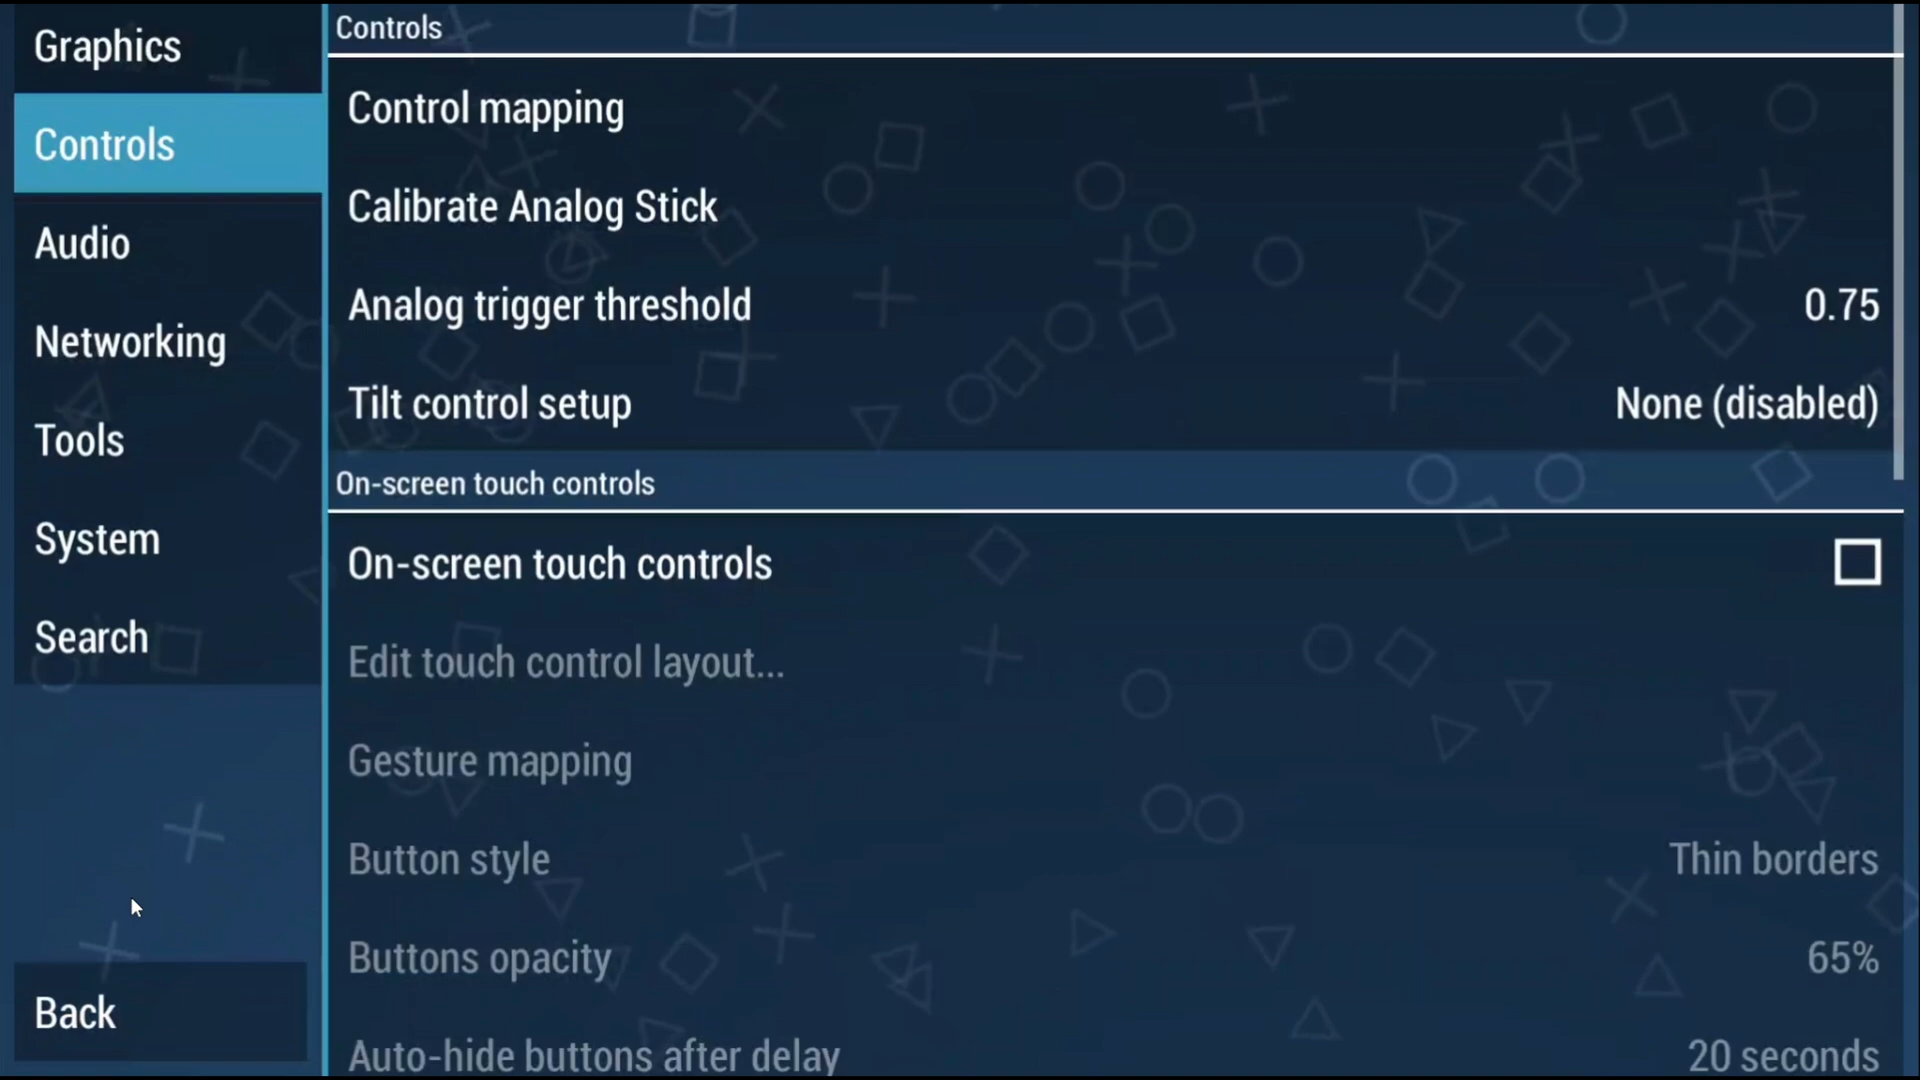 Graphics
Controls
Audio
Networking
Tools
System
Search
Back
Controls
Control mapping
Calibrate Analog Stick
Analog trigger threshold 0.75
Tilt control setup None (disabled)
On-screen touch controls
On-screen touch controls
Edit touch control layout...
Gesture mapping
Button style Thin borders
Buttons opacity 65%
Auto-hide buttons after delay 20 seconds